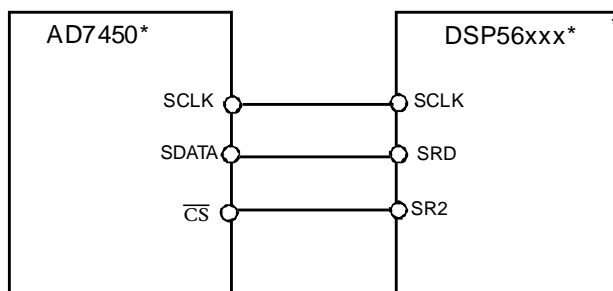 AD7450*
DSP56xxx*
SCLK
SCLK
SDATA
SRD
CS
SR2